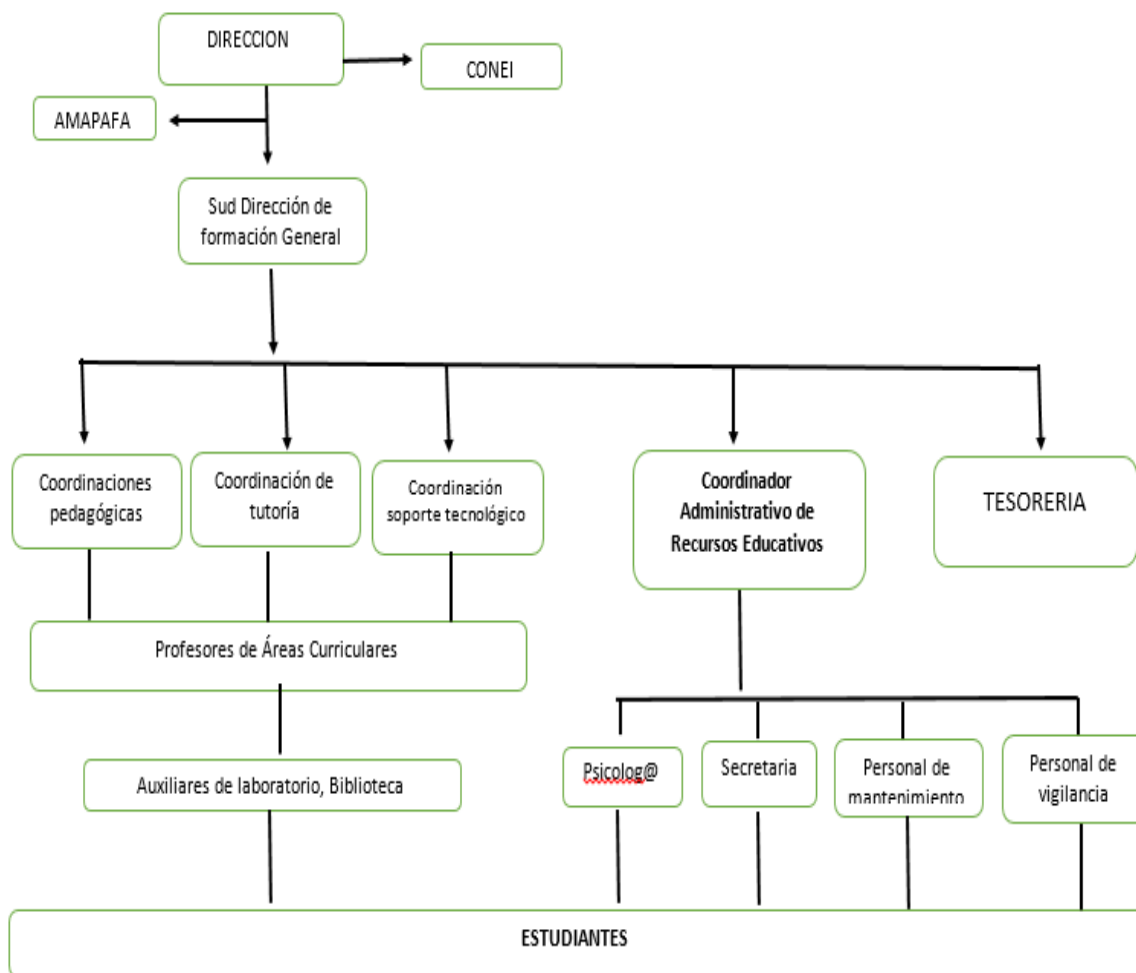 DIRECCION
CONEI
AMAPAFA
Sud Dirección de
formación General
Coordinaciones
pedagógicas
Coordinación de
tutoría
Coordinación
soporte tecnológico
Coordinador
Administrativo de
Recursos Educativos
TESORERIA
Profesores de Áreas Curriculares
Auxiliares de laboratorio, Biblioteca
Psicolog@
Secretaria
Personal de
mantenimiento
Personal de
vigilancia
ESTUDIANTES